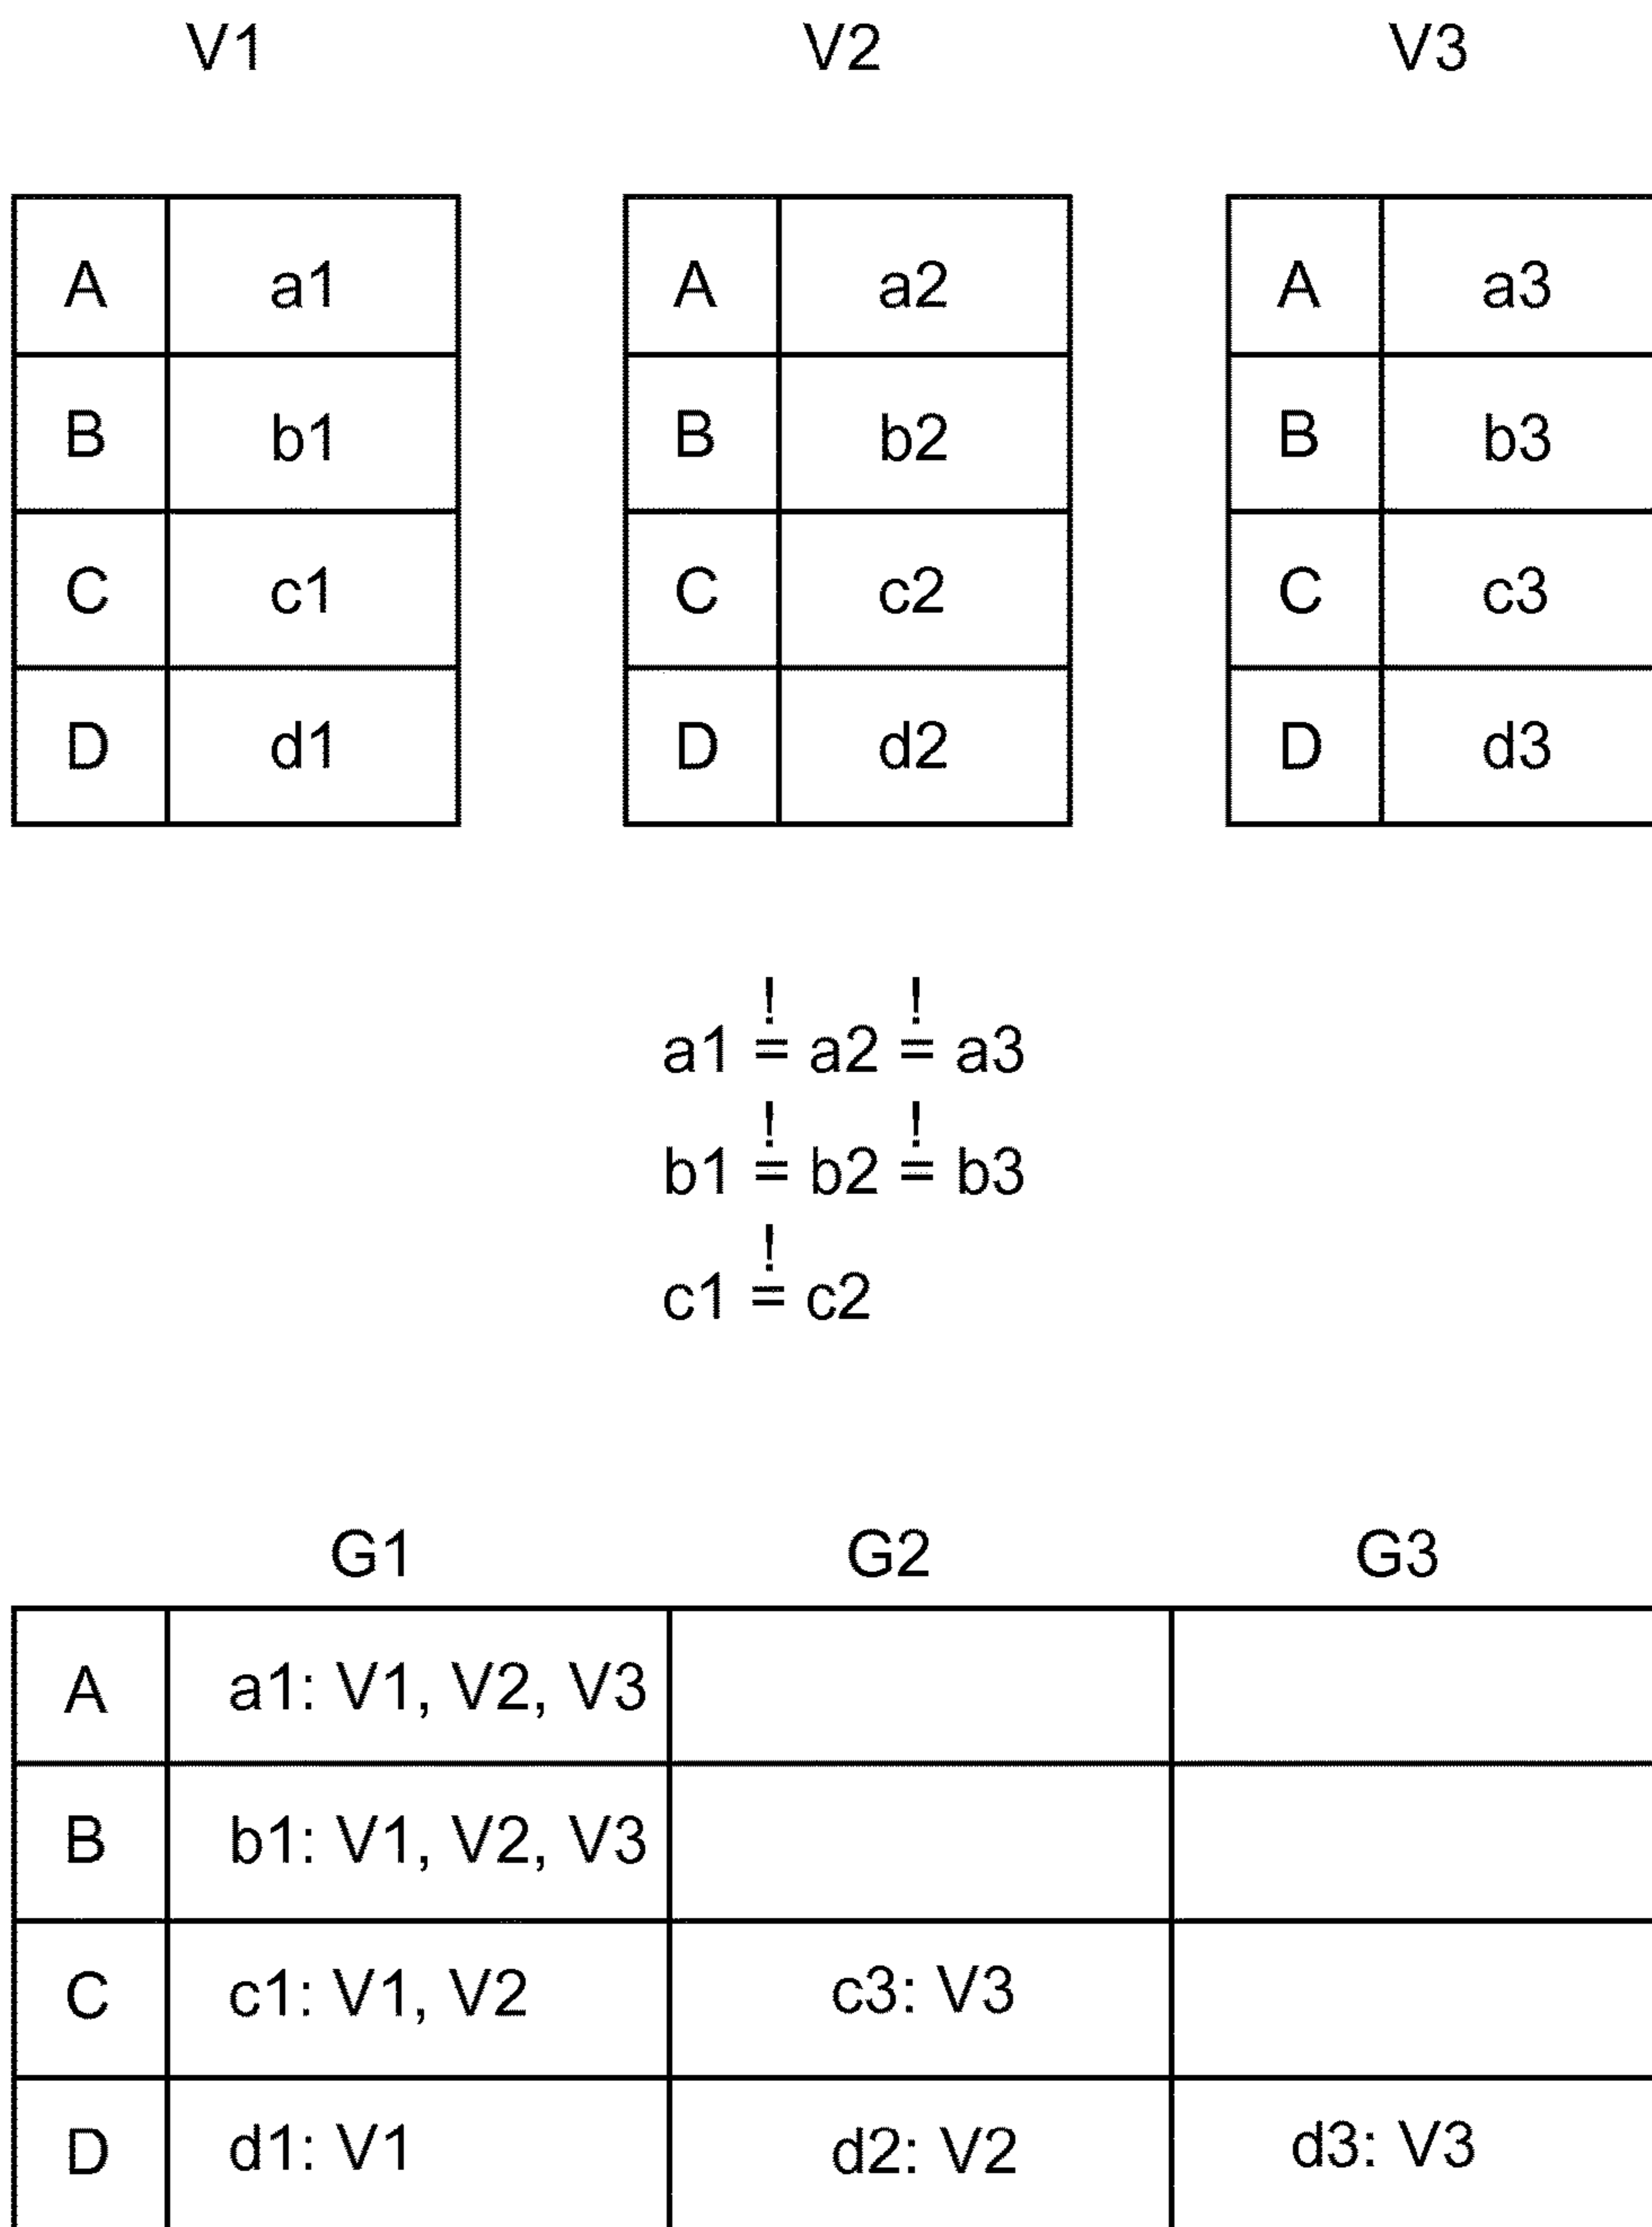 V1 V2 V3
A a1 A a2 A a3
B b1 B b2 B b3
C c1 C c2 C c3
D d1 D d2 D d3
! !
a1 = a2 = a3
! !
b1 = b2 = b3
!
c1 = c2
G1 G2 G3
A a1: V1, V2, V3
B b1: V1, V2, V3
C c1: V1, V2 c3: V3
D d1: V1 d2: V2 d3: V3